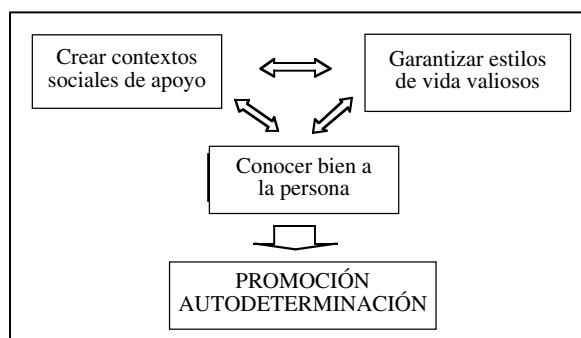 Crear contextos
sociales de apoyo
Garantizar estilos
de vida valiosos
Conocer bien a
la persona
PROMOCIÓN
AUTODETERMINACIÓN